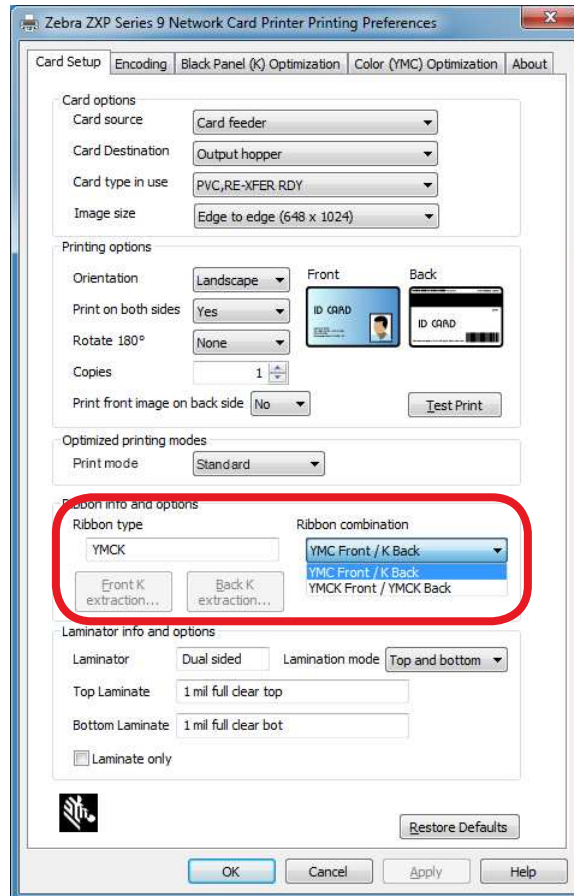 Zebra ZXP Series 9 Network Card Printer Printing Preferences
Card Setup Encoding Black Panel (K) Optimization Color (YMC) Optimization About
Card options
Card source Card feeder
Card Destination Output hopper
Card type in use PVC,RE-XFER RDY
Image size Edge to edge (648 x 1024)
Printing options
Orientation Landscape Front Back
Print on both sides Yes ID CARD ID CARD
Rotate 180° None
Copies 1
Print front image on back side No Test Print
Optimized printing modes
Print mode Standard
Ribbon info and options
Ribbon type Ribbon combination
YMCK YMC Front / K Back
YMC Front / K Back
YMCK Front / YMCK Back
Front K extraction... Back K extraction...
Laminator info and options
Laminator Dual sided Lamination mode Top and bottom
Top Laminate 1 mil full clear top
Bottom Laminate 1 mil full clear bot
Laminate only
Restore Defaults
OK Cancel Apply Help